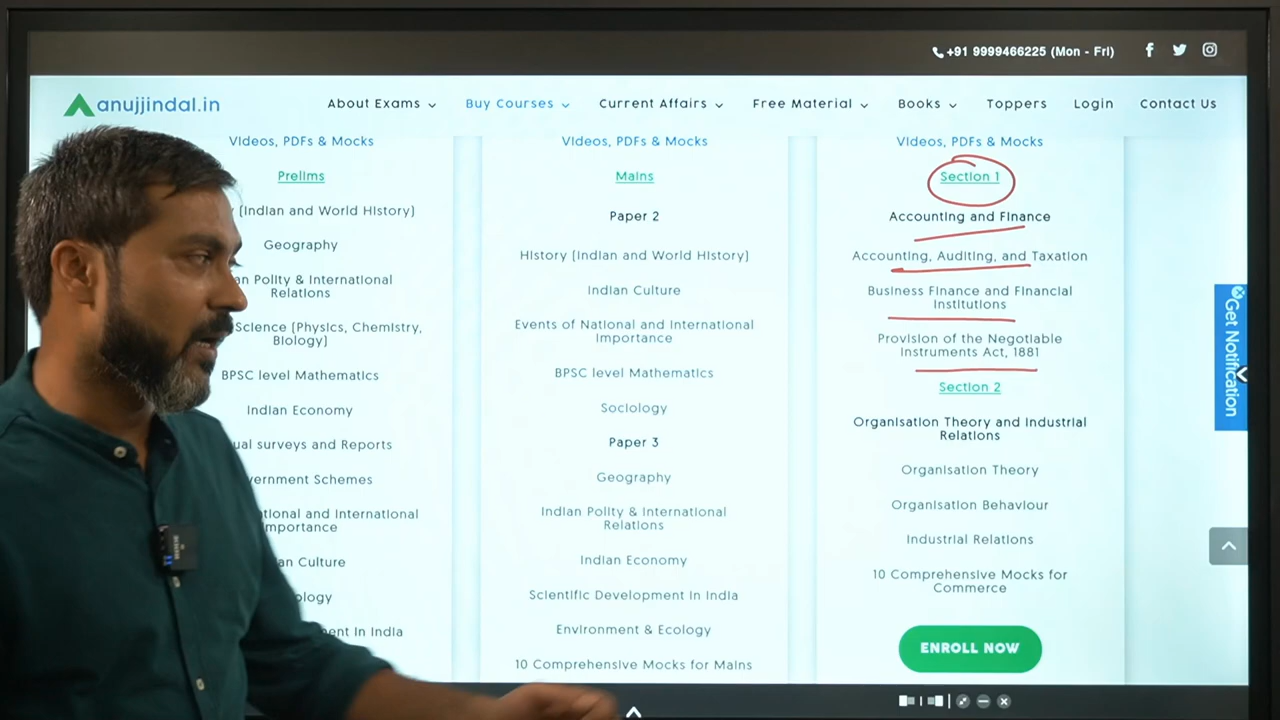 +91 9999466225 (Mon - Fri)
anujjindal.in
About Exams
Buy Courses
Current Affairs
Free Material
Books
Toppers
Login
Contact Us
Videos, PDFs & Mocks
Prelims
(Indian and World History)
Geography
Polity & International
Relations
Science (Physics, Chemistry,
Biology)
BPSC level Mathematics
Indian Economy
surveys and Reports
Schemes
and International
Culture
In India
Videos, PDFs & Mocks
Mains
Paper 2
History (Indian and World History)
Indian Culture
Events of National and International
Importance
BPSC level Mathematics
Sociology
Paper 3
Geography
Indian Polity & International
Relations
Indian Economy
Scientific Development In India
Environment & Ecology
10 Comprehensive Mocks for Mains
Videos, PDFs & Mocks
Section 1
Accounting and Finance
Accounting, Auditing, and Taxation
Business Finance and Financial
Institutions
Provision of the Negotiable
Instruments Act, 1881
Section 2
Organisation Theory and Industrial
Relations
Organisation Theory
Organisation Behaviour
Industrial Relations
10 Comprehensive Mocks for
Commerce
ENROLL NOW
Get Notification